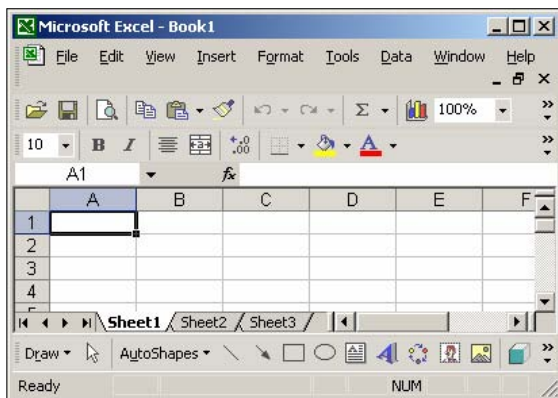 Microsoft Excel - Book1
File Edit View Insert Format Tools Data Window Help
Σ 100%
10 B I A
A1 fx
A B C D E F
1
2
3
4
Sheet1 Sheet2 Sheet3
Draw AutoShapes
Ready NUM